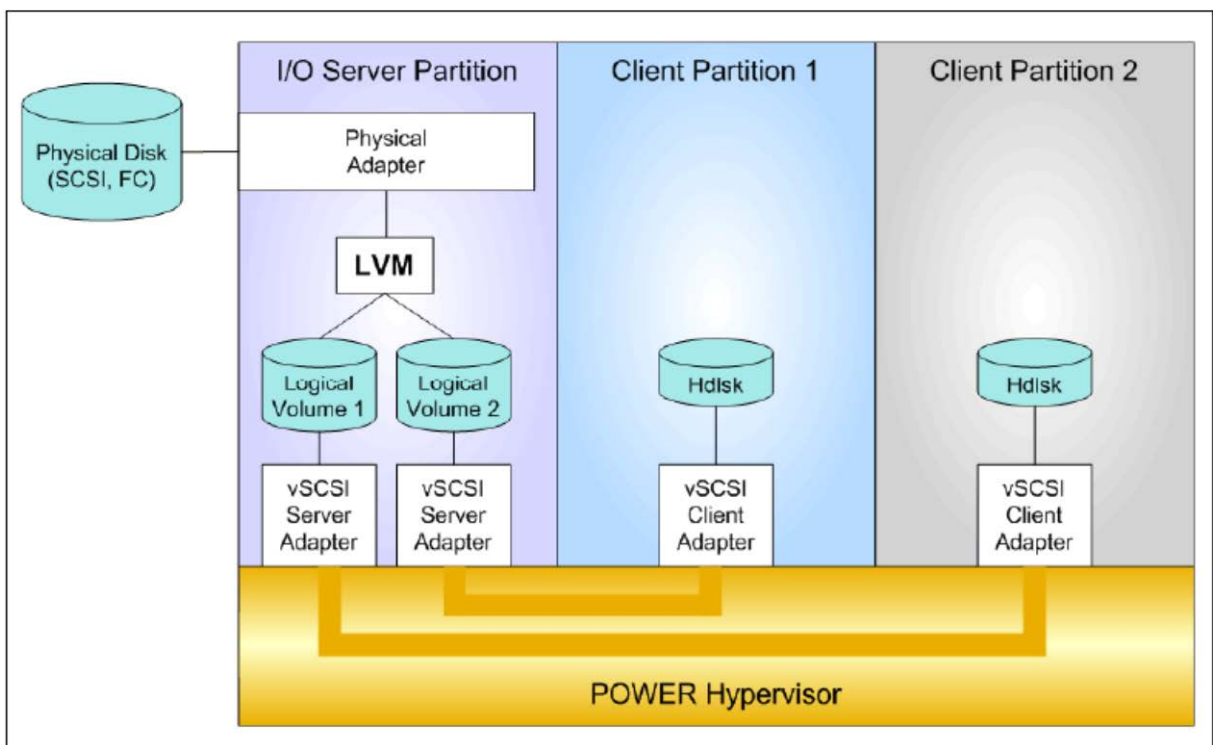 I/O Server Partition
Client Partition 1
Client Partition 2
Physical Disk
(SCSI, FC)
Physical
Adapter
LVM
Logical
Volume 1
Logical
Volume 2
Hdisk
Hdisk
vSCSI
Server
Adapter
vSCSI
Server
Adapter
vSCSI
Client
Adapter
vSCSI
Client
Adapter
POWER Hypervisor